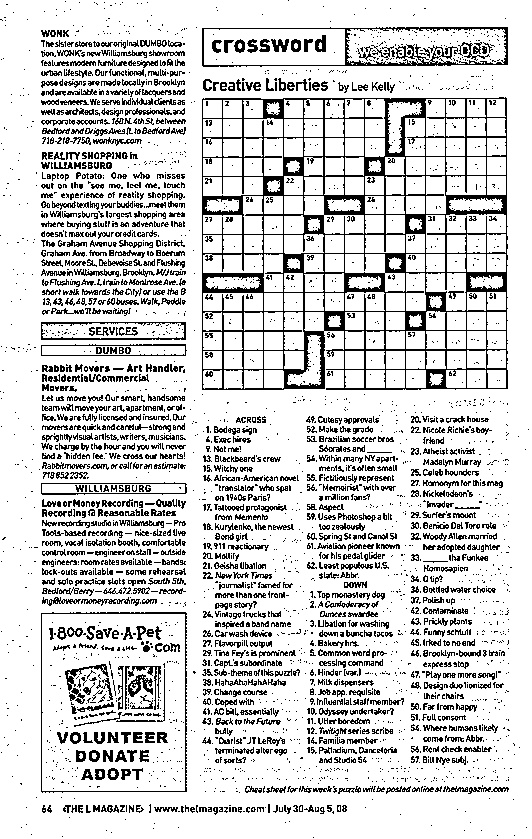 WONK
The sister store to our original DUMBO loca-
tion, WONK's new Williamsburg showroom
features modern furniture designed to fit the
urban lifestyle. Our functional, multi-pur-
pose designs are made locally in Brooklyn
and are available in a variety of lacquers and
wood veneers. We serve individual clients as
well as architects, design professionals, and
corporate accounts. 160 N. 4th St, between
Bedford and Driggs Aves (L to Bedford Ave)
718-218-7750, wonknyc.com
REALITY SHOPPING in
WILLIAMSBURG
Laptop Potato: One who misses
out on the "see me, feel me, touch
me" experience of reality shopping.
Go beyond texting your buddies...meet them
in Williamsburg's largest shopping area
where buying stuff is an adventure that
doesn't max out your credit cards.
The Graham Avenue Shopping District,
Graham Ave. from Broadway to Boerum
Street, Moore St., Debevoise St. and Flushing
Avenue in Williamsburg, Brooklyn. M/J train
to Flushing Ave. L train to Montrose Ave. (a
short walk towards the City) or use the B
13, 43, 46, 48, 57 or 60 buses. Walk, Peddle
or Park...we'll be waiting!
SERVICES
DUMBO
Rabbit Movers — Art Handler,
Residential/Commercial
Movers,
Let us move you! Our smart, handsome
team will move your art, apartment, or of-
fice. We are fully licensed and insured. Our
movers are quick and careful—strong and
sprightly visual artists, writers, musicians.
We charge by the hour and you will never
find a "hidden fee." We cross our hearts!
Rabbitmovers.com, or call for an estimate:
718 852 2352.
WILLIAMSBURG
Love or Money Recording —Quality
Recording @ Reasonable Rates
New recording studio in Williamsburg — Pro
Tools-based recording — nice-sized live
room, vocal isolation booth, comfortable
control room — engineer on staff — outside
engineers: room rates available — bands:
lock-outs available — some rehearsal
and solo practice slots open South 5th,
Bedford/Berry — 646.472.5902 — record-
ing@loveormoneyrecording.com
1-800-Save-A-Pet
Adopt a friend. Save a life. .com
VOLUNTEER
DONATE
ADOPT
crossword
we enable your OCD
Creative Liberties by Lee Kelly
ACROSS
1. Bodega sign
4. Exec hires
9. Not me!
13. Blackbeard's crew
15. Witchy one
16. African-American novel
"translator" who spat
on 1940s Paris?
17. Tattooed protagonist
from Memento
18. Kurylenko, the newest
Bond girl
19. 911 reactionary
20. Mollify
21. Geisha U ballon
22. New York Times
"journalist" famed for
more than one front-
page story?
24. Vintage trucks that
inspired a band name
26. Car wash device
27. Flavorpill output
29. Tina Fey's is prominent
31. Capt.'s subordinate
35. Sub-theme of this puzzle?
38. HahaAhaHahAHaha
39. Change course
40. Coped with
41. AC bill, essentially
43. Back to the Future
bully
44. "Diarist" JT LeRoy's
terminated alter ego
of sorts?
49. Cutesy approvals
52. Make the grade
53. Brazilian soccer bros.
Sócrates and
54. Within many NY apart-
ments, it's often small
55. Fictitiously represent
56. "Memoirist" with over
a million fans?
58. Aspect
59. Uses Photoshop a bit
too zealously
60. Spring St and Canal St
61. Aviation pioneer known
for his pedal glider
62. Least populous U.S.
state: Abbr.
DOWN
1. Top monastery dog
2. A Confederacy of
Dunces awardee
3. Libation for washing
down a buncha tacos
4. Bakery hrs.
5. Common word pro-
cessing command
6. Hinder (var.)
7. Milk dispensers
8. Job app. requisite
9. Influential staff member?
10. Odyssey undertaker?
11. Utter boredom
12. Twilight series scribe
14. Familia member
15. Palladium, Danceteria
and Studio 54
20. Visit a crack house
22. Nicole Richie's boy-
friend
23. Atheist activist
Madalyn Murray
25. Caleb hounders
27. Homonym for this mag
28. Nickelodeon's
"Invader ____"
29. Surfer's mount
30. Benicio Del Toro role
32. Woody Allen married
her adopted daughter
33. ____ the Funkee
Homosapien
34. Q tip?
36. Bottled water choice
37. Polish up
42. Contaminate
43. Prickly plants
44. Funny schtull
45. Irked to no end
46. Brooklyn-bound 3 train
express stop
47. "Play one more song!"
48. Design duo lionized for
their chairs
50. Far from happy
51. Full consent
54. Where humans likely
come from: Abbr.
56. Rent check enabler
57. Bill Nye subj.
Cheat sheet for this week's puzzle will be posted online at thelmagazine.com
64 <THE L MAGAZINE> | www.thelmagazine.com | July 30-Aug 5, 08